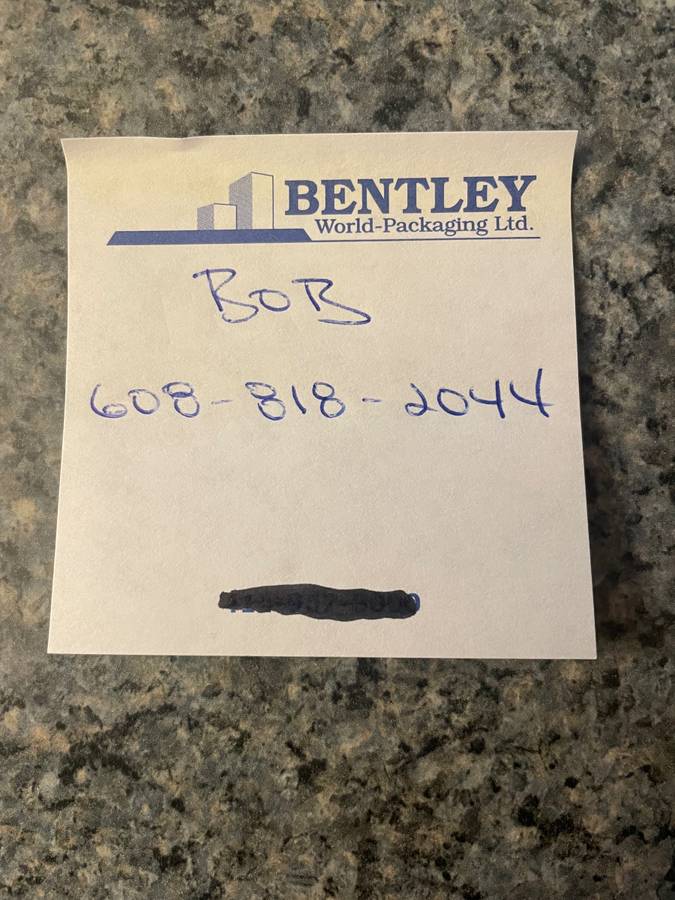 BENTLEY
World-Packaging Ltd.
BOB
608-818-2044